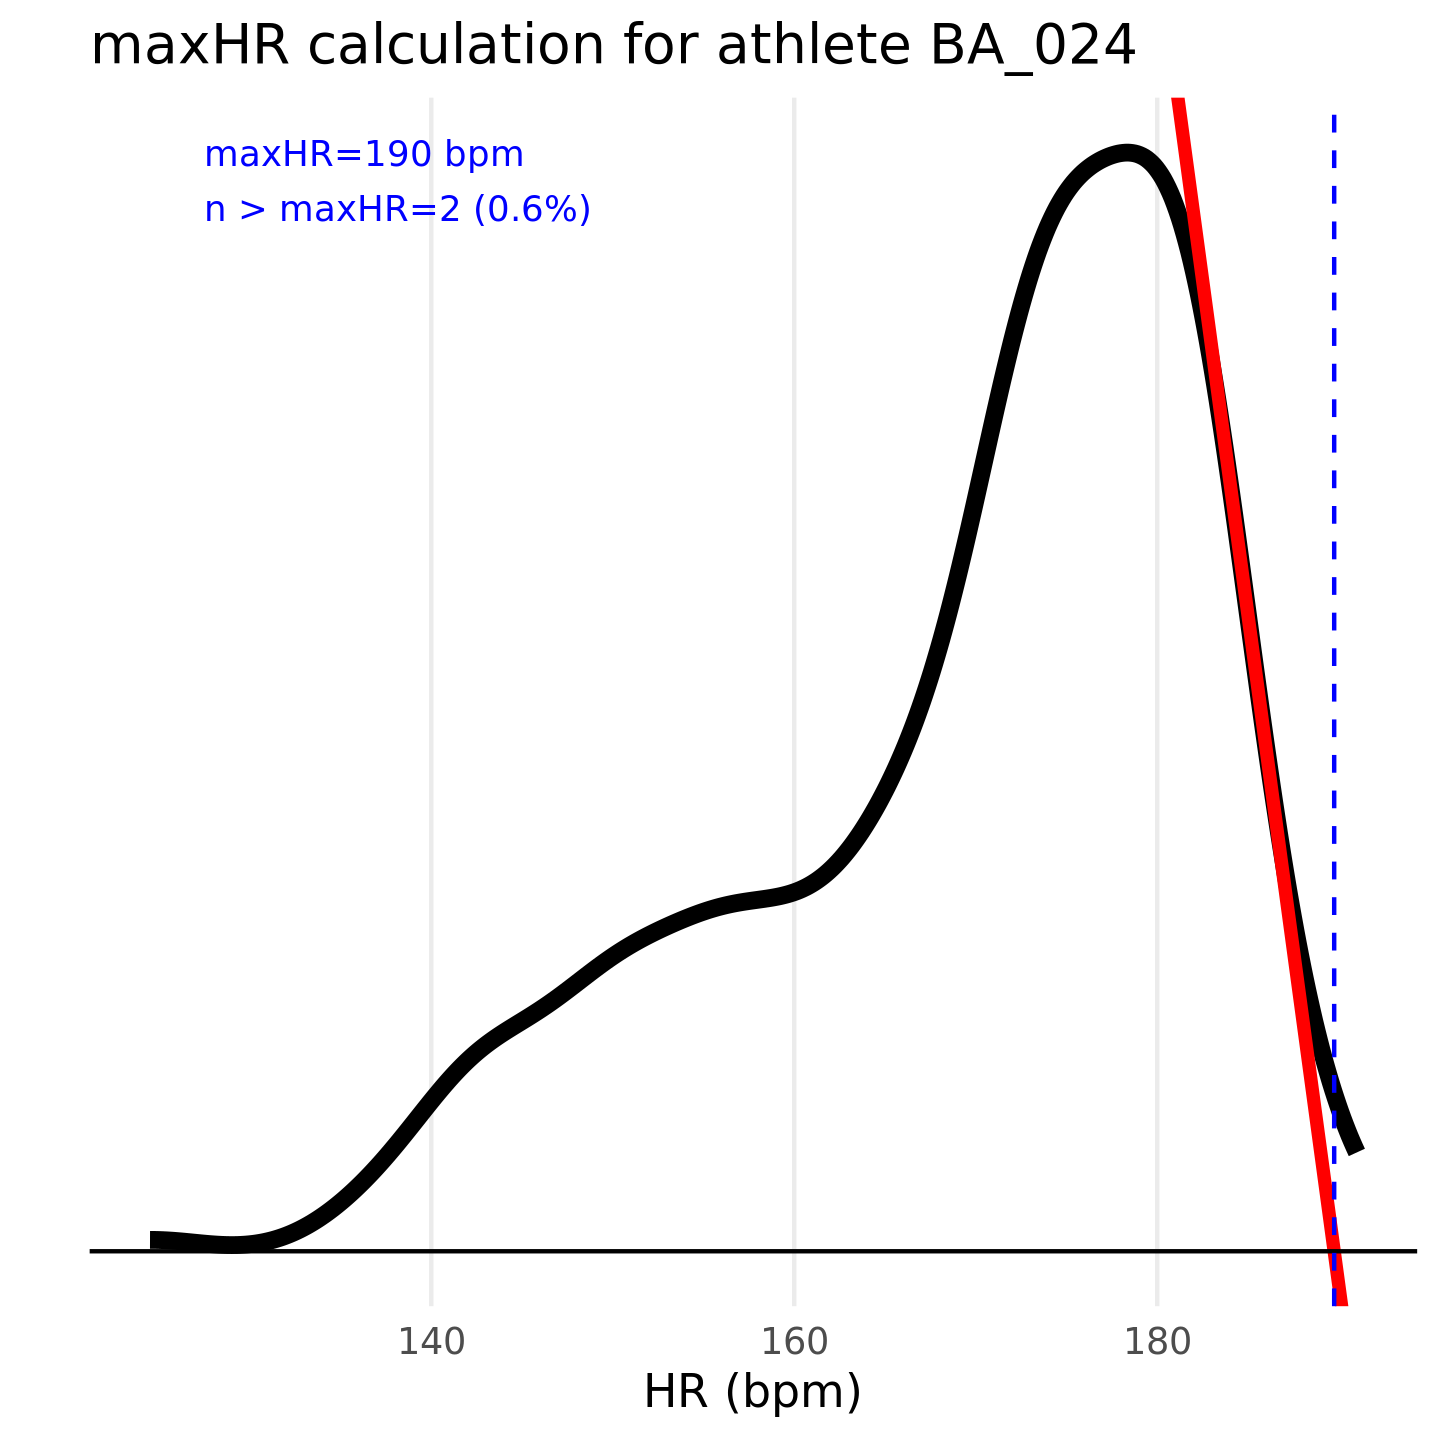 maxHR calculation for athlete BA_024
maxHR=190 bpm
n > maxHR=2 (0.6%)
140 160 180
HR (bpm)